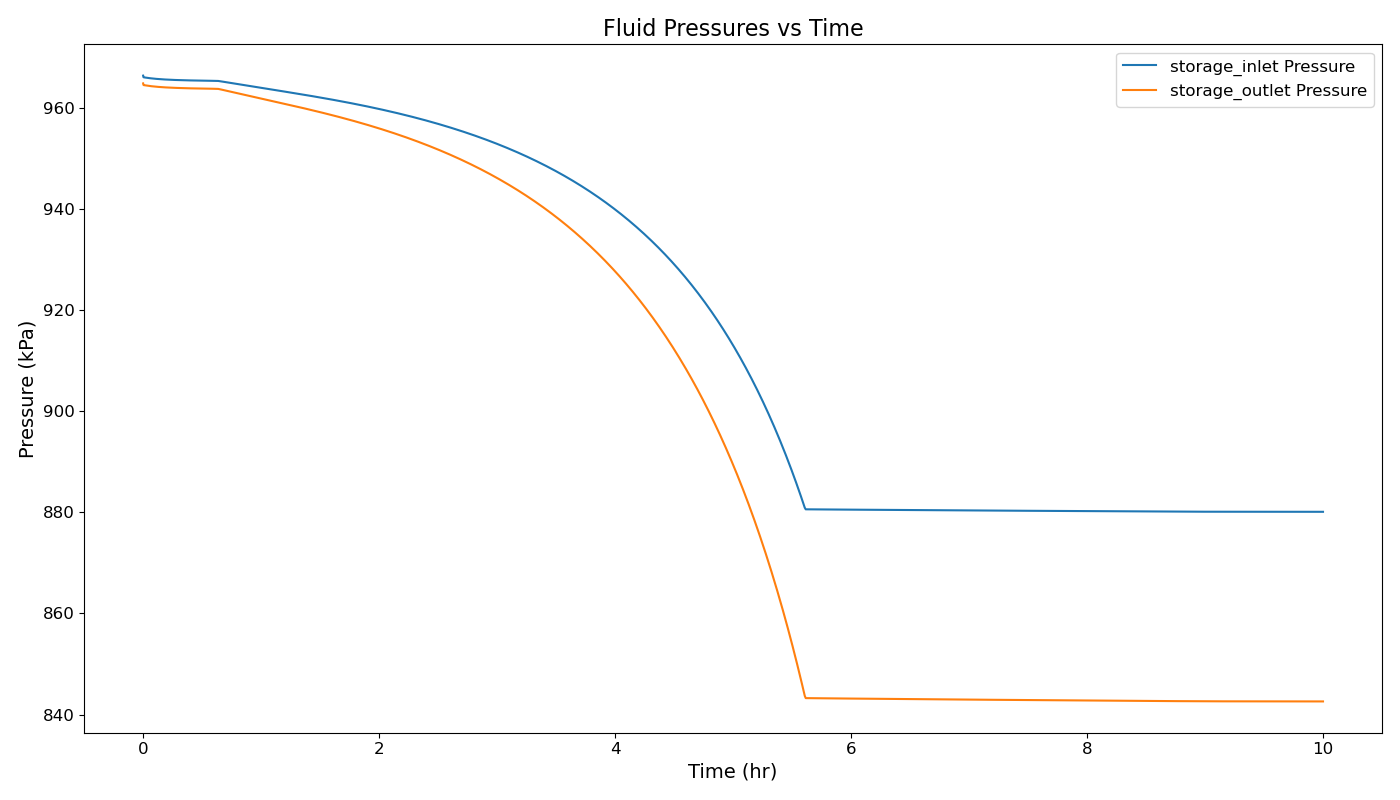 Fluid Pressures vs Time
storage_inlet Pressure
storage_outlet Pressure
Pressure (kPa)
960
940
920
900
880
860
840
0 2 4 6 8 10
Time (hr)